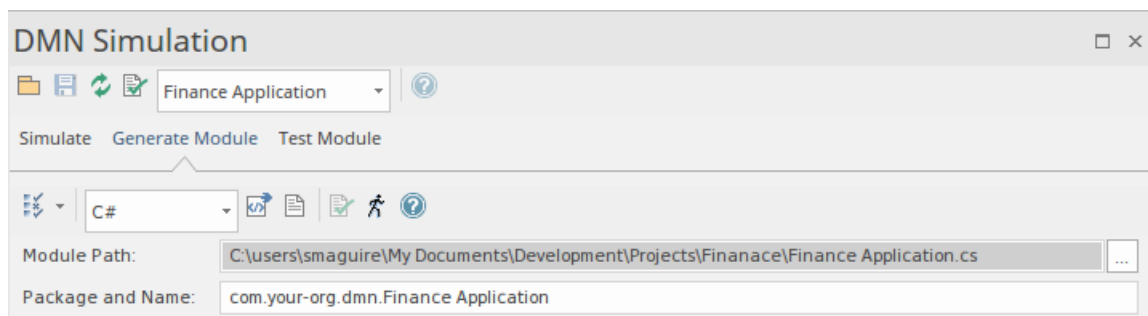 DMN Simulation
Finance Application
Simulate Generate Module Test Module
C#
Module Path: C:\users\smaguire\My Documents\Development\Projects\Finanace\Finance Application.cs ...
Package and Name: com.your-org.dmn.Finance Application